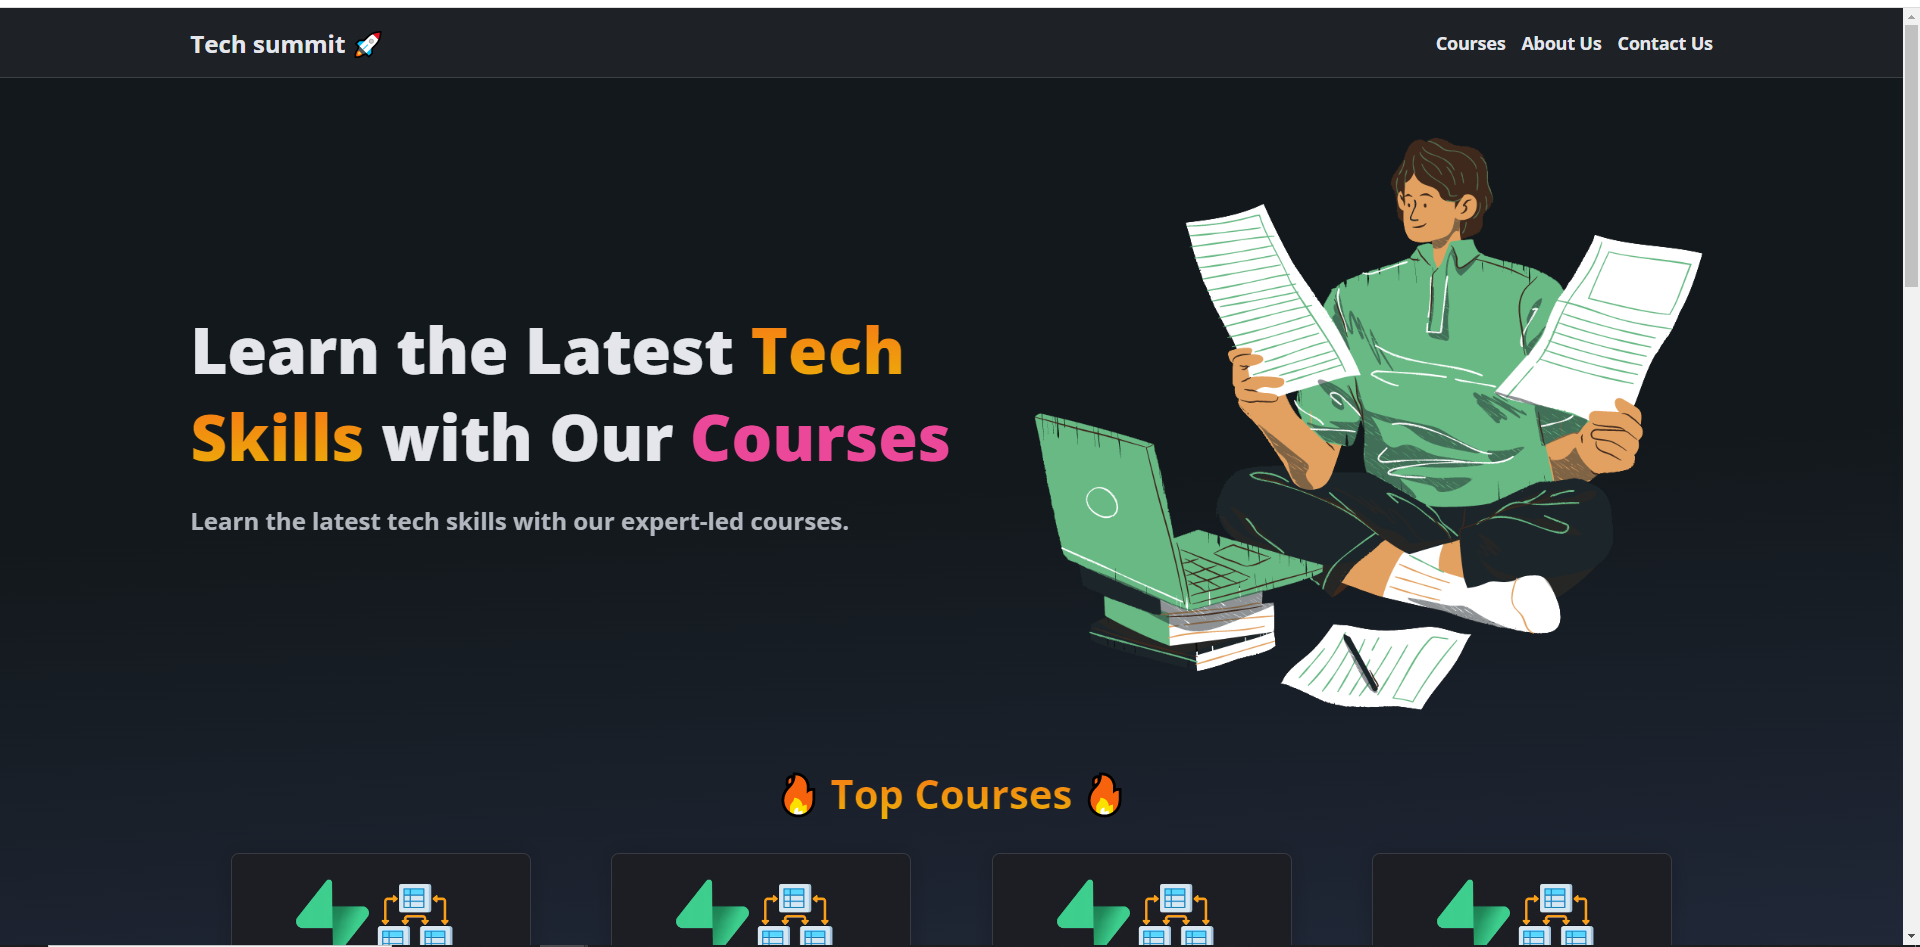 Tech summit 🚀
Courses About Us Contact Us
Learn the Latest Tech
Skills with Our Courses
Learn the latest tech skills with our expert-led courses.
🔥 Top Courses 🔥